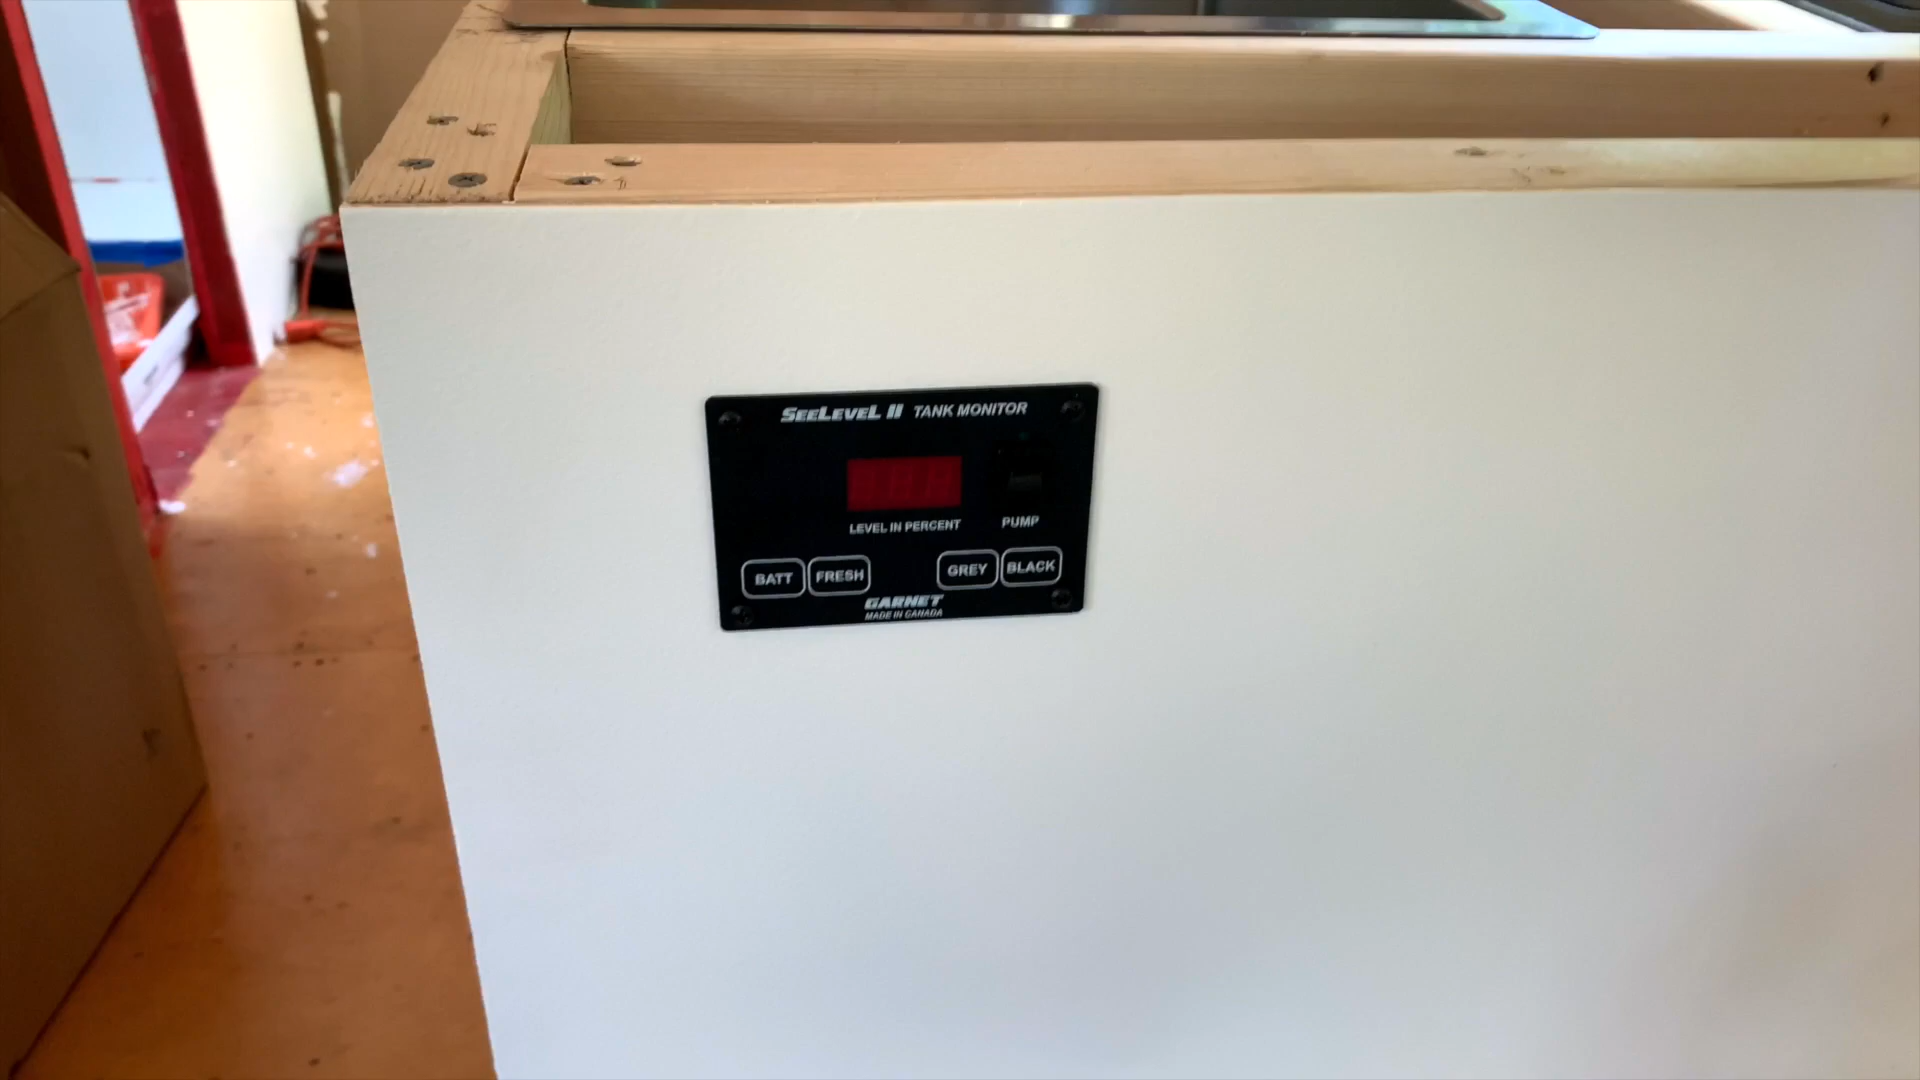 SEELEVEL II TANK MONITOR
LEVEL IN PERCENT
PUMP
BATT
FRESH
GREY
BLACK
GARNET
MADE IN CANADA